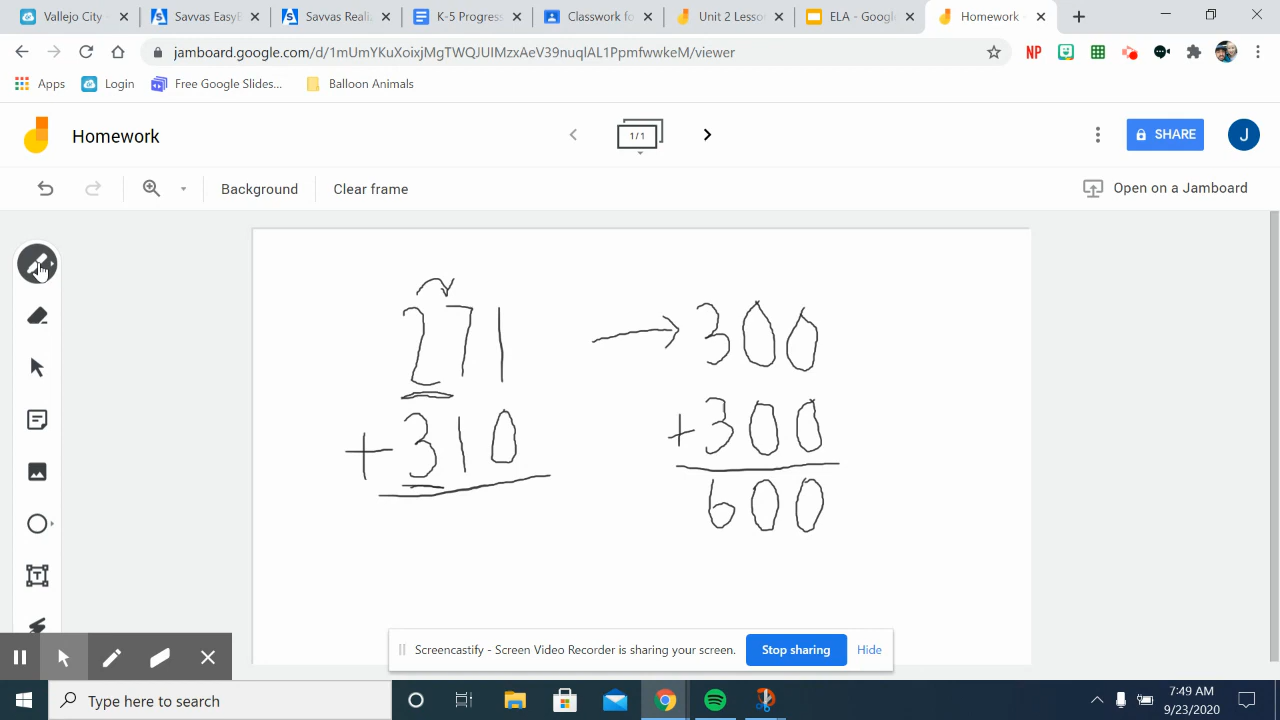 Vallejo City -
Savvas EasyB
Savvas Reali
K-5 Progress
Classwork fo
Unit 2 Lesso
ELA - Google
Homework
jamboard.google.com/d/1mUmYKuXoixjMgTWQJUIMzxAeV39nuqlAL1PpmfwwkeM/viewer
NP
Apps
Login
Free Google Slides...
Balloon Animals
Homework
1/1
SHARE
J
Background
Clear frame
Open on a Jamboard
271 → 300
+310 +300
600
Screencastify - Screen Video Recorder is sharing your screen.
Stop sharing
Hide
Type here to search
7:49 AM
9/23/2020